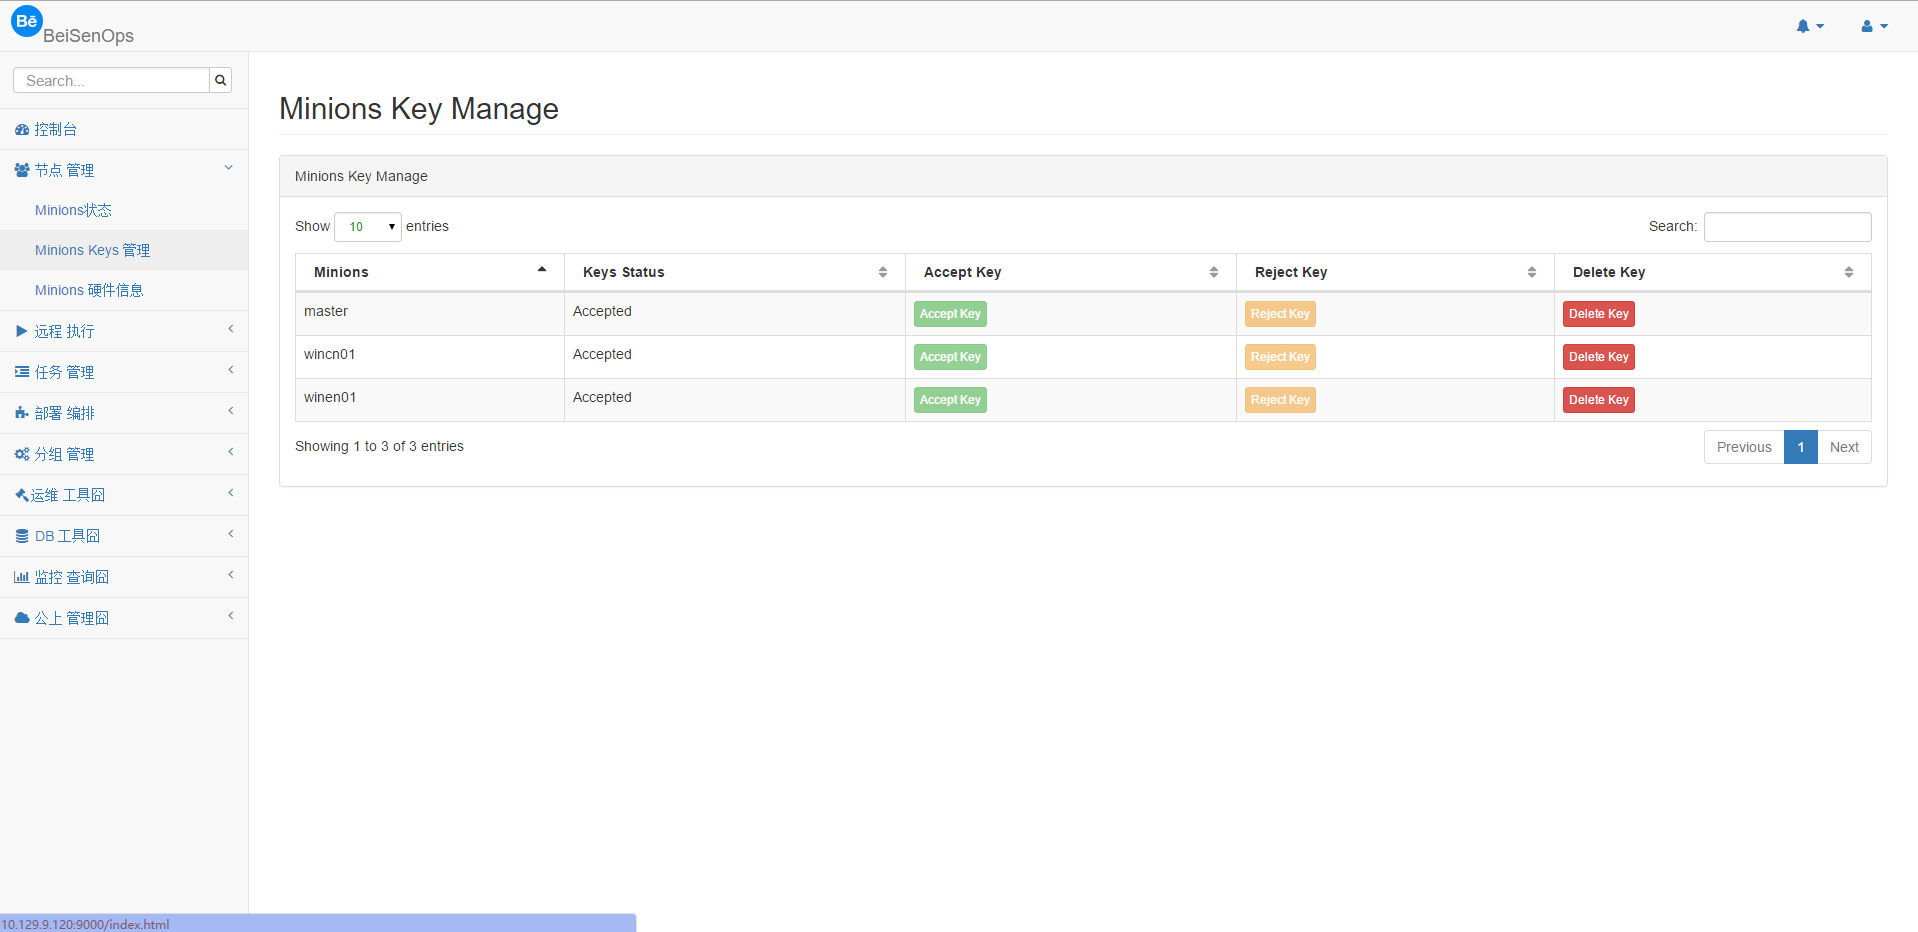 Bē BeiSenOps
Search...
控制台
节点 管理
Minions状态
Minions Keys 管理
Minions 硬件信息
远程 执行
任务 管理
部署 编排
分组 管理
运维 工具囧
DB 工具囧
监控 查询囧
公上 管理囧
Minions Key Manage
Minions Key Manage
Show 10 entries Search:
Minions Keys Status Accept Key Reject Key Delete Key
master Accepted Accept Key Reject Key Delete Key
wincn01 Accepted Accept Key Reject Key Delete Key
winen01 Accepted Accept Key Reject Key Delete Key
Showing 1 to 3 of 3 entries Previous 1 Next
10.129.9.120:9000/index.html